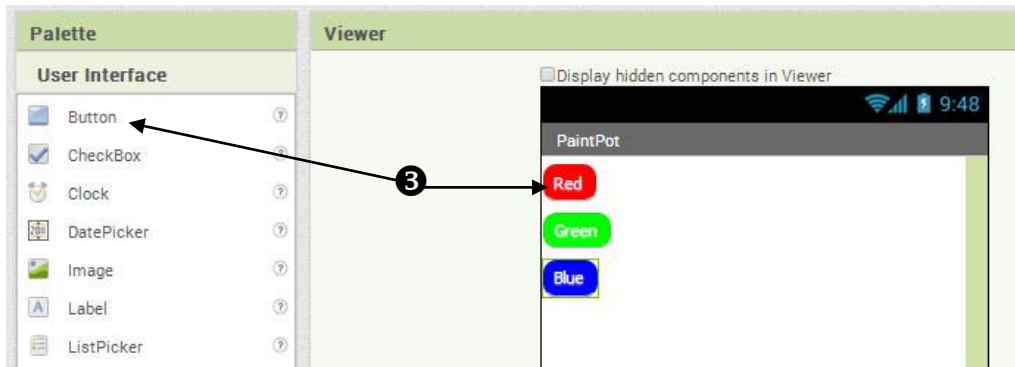 Palette
User Interface
Button
CheckBox
Clock
DatePicker
Image
Label
ListPicker
Viewer
Display hidden components in Viewer
9:48
PaintPot
3
Red
Green
Blue